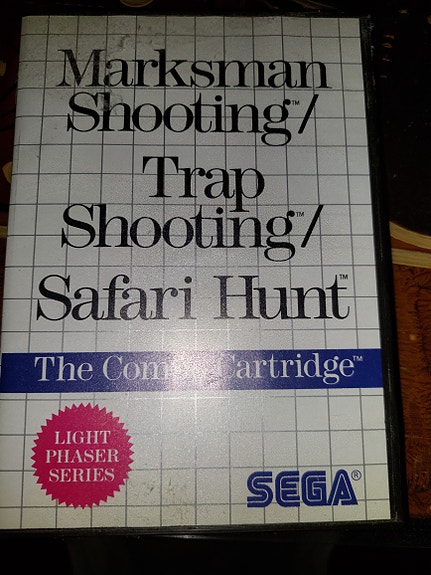 Marksman
Shooting™/
Trap
Shooting™/
Safari Hunt™
The Cartridge™
LIGHT
PHASER
SERIES
SEGA®